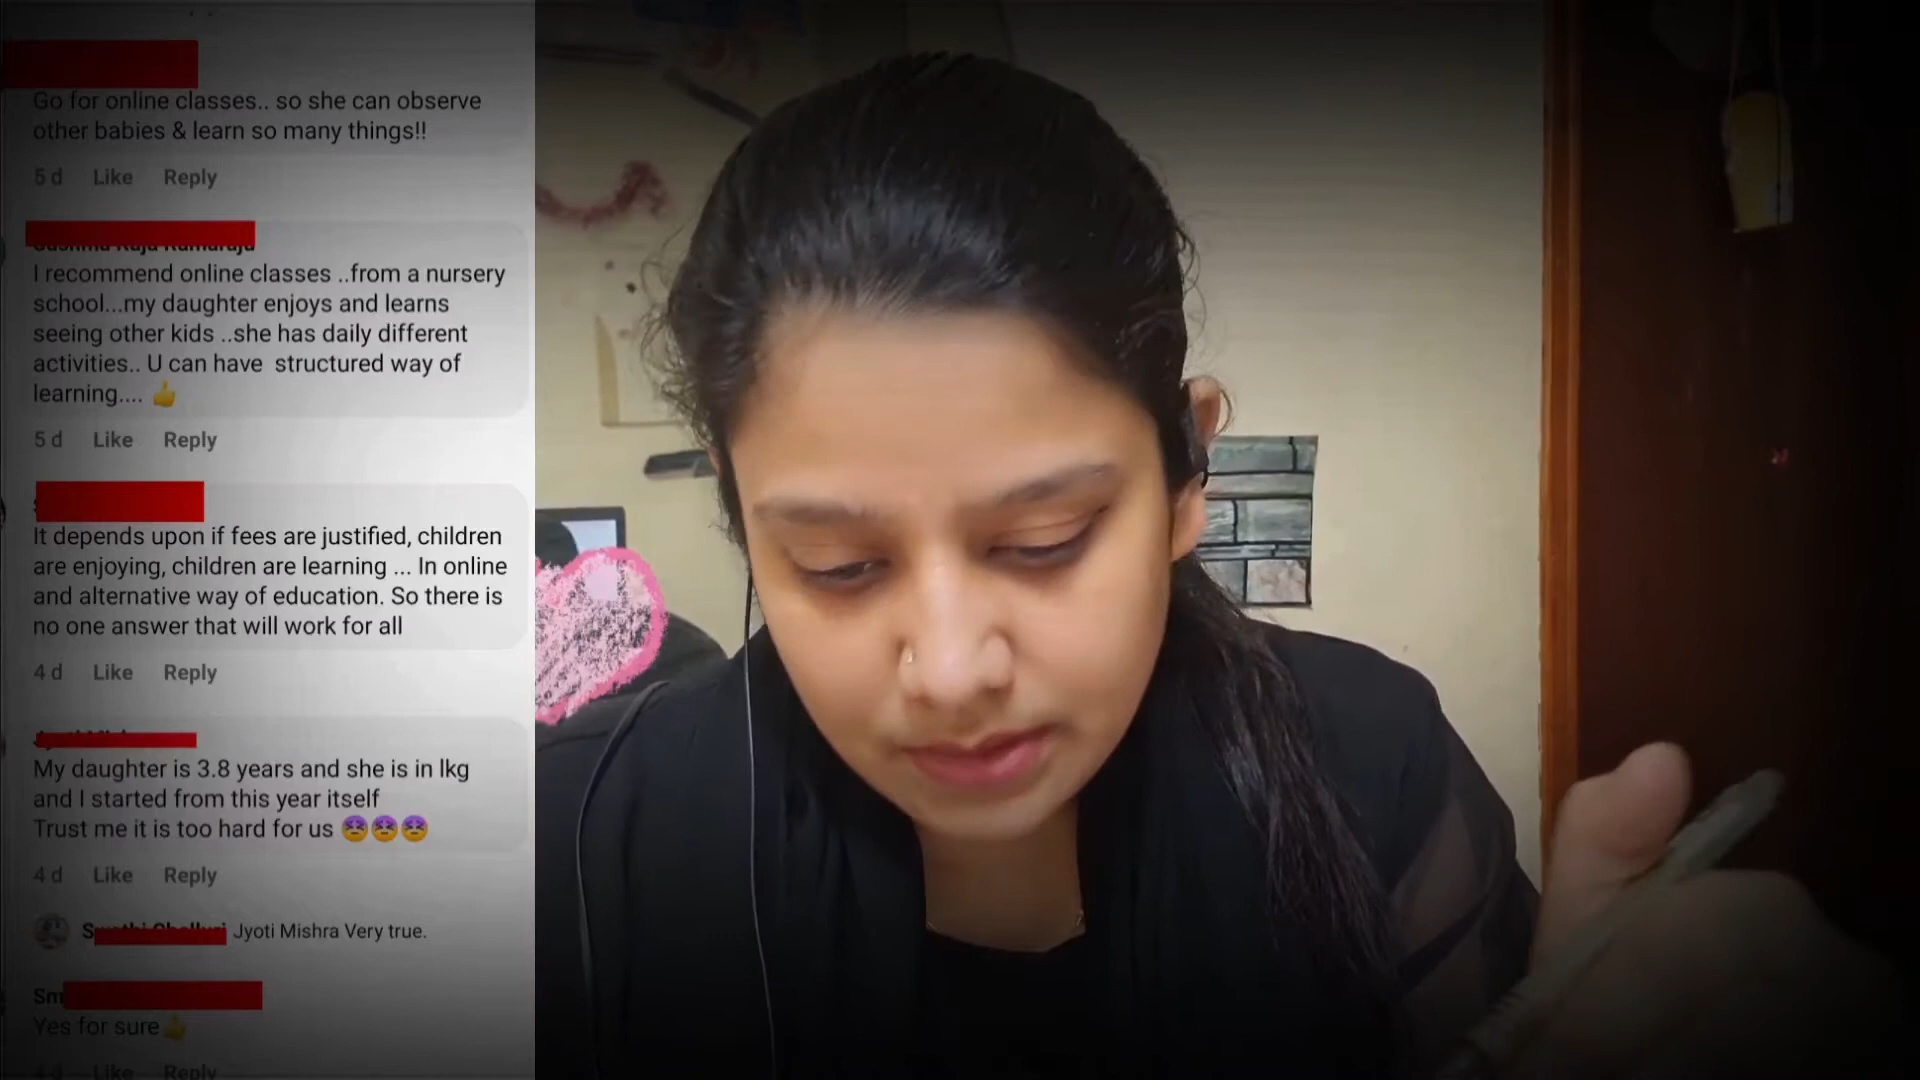 Go for online classes.. so she can observe
other babies & learn so many things!!
5 d Like Reply
I recommend online classes ..from a nursery
school...my daughter enjoys and learns
seeing other kids ..she has daily different
activities.. U can have structured way of
learning.... 👍
5 d Like Reply
It depends upon if fees are justified, children
are enjoying, children are learning ... In online
and alternative way of education. So there is
no one answer that will work for all
4 d Like Reply
My daughter is 3.8 years and she is in lkg
and I started from this year itself
Trust me it is too hard for us 😣😣😣
4 d Like Reply
Jyoti Mishra Very true.
Yes for sure👍
4 d Like Reply